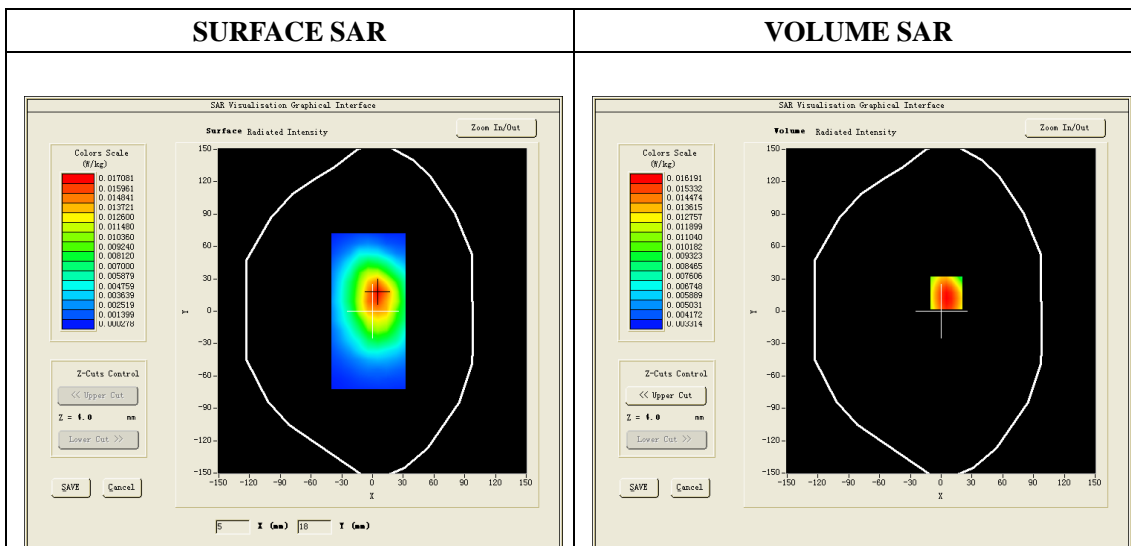 SURFACE SAR
VOLUME SAR
SAR Visualisation Graphical Interface
Surface Radiated Intensity
Zoom In/Out
Colors Scale
(W/kg)
0.017081
0.015961
0.014841
0.013721
0.012600
0.011480
0.010360
0.009240
0.008120
0.007000
0.005879
0.004759
0.003639
0.002519
0.001399
0.000278
150
120
90
60
30
0
-30
-60
-90
-120
-150
Y
-150 -120 -90 -60 -30 0 30 60 90 120 150
X
Z-Cuts Control
<< Upper Cut
Z = 4.0 mm
Lower Cut >>
SAVE
Cancel
5 X (mm) 18 Y (mm)
SAR Visualisation Graphical Interface
Volume Radiated Intensity
Zoom In/Out
Colors Scale
(W/kg)
0.016191
0.015332
0.014474
0.013615
0.012757
0.011899
0.011040
0.010182
0.009323
0.008465
0.007606
0.006748
0.005889
0.005031
0.004172
0.003314
150
120
90
60
30
0
-30
-60
-90
-120
-150
Y
-150 -120 -90 -60 -30 0 30 60 90 120 150
X
Z-Cuts Control
<< Upper Cut
Z = 4.0 mm
Lower Cut >>
SAVE
Cancel